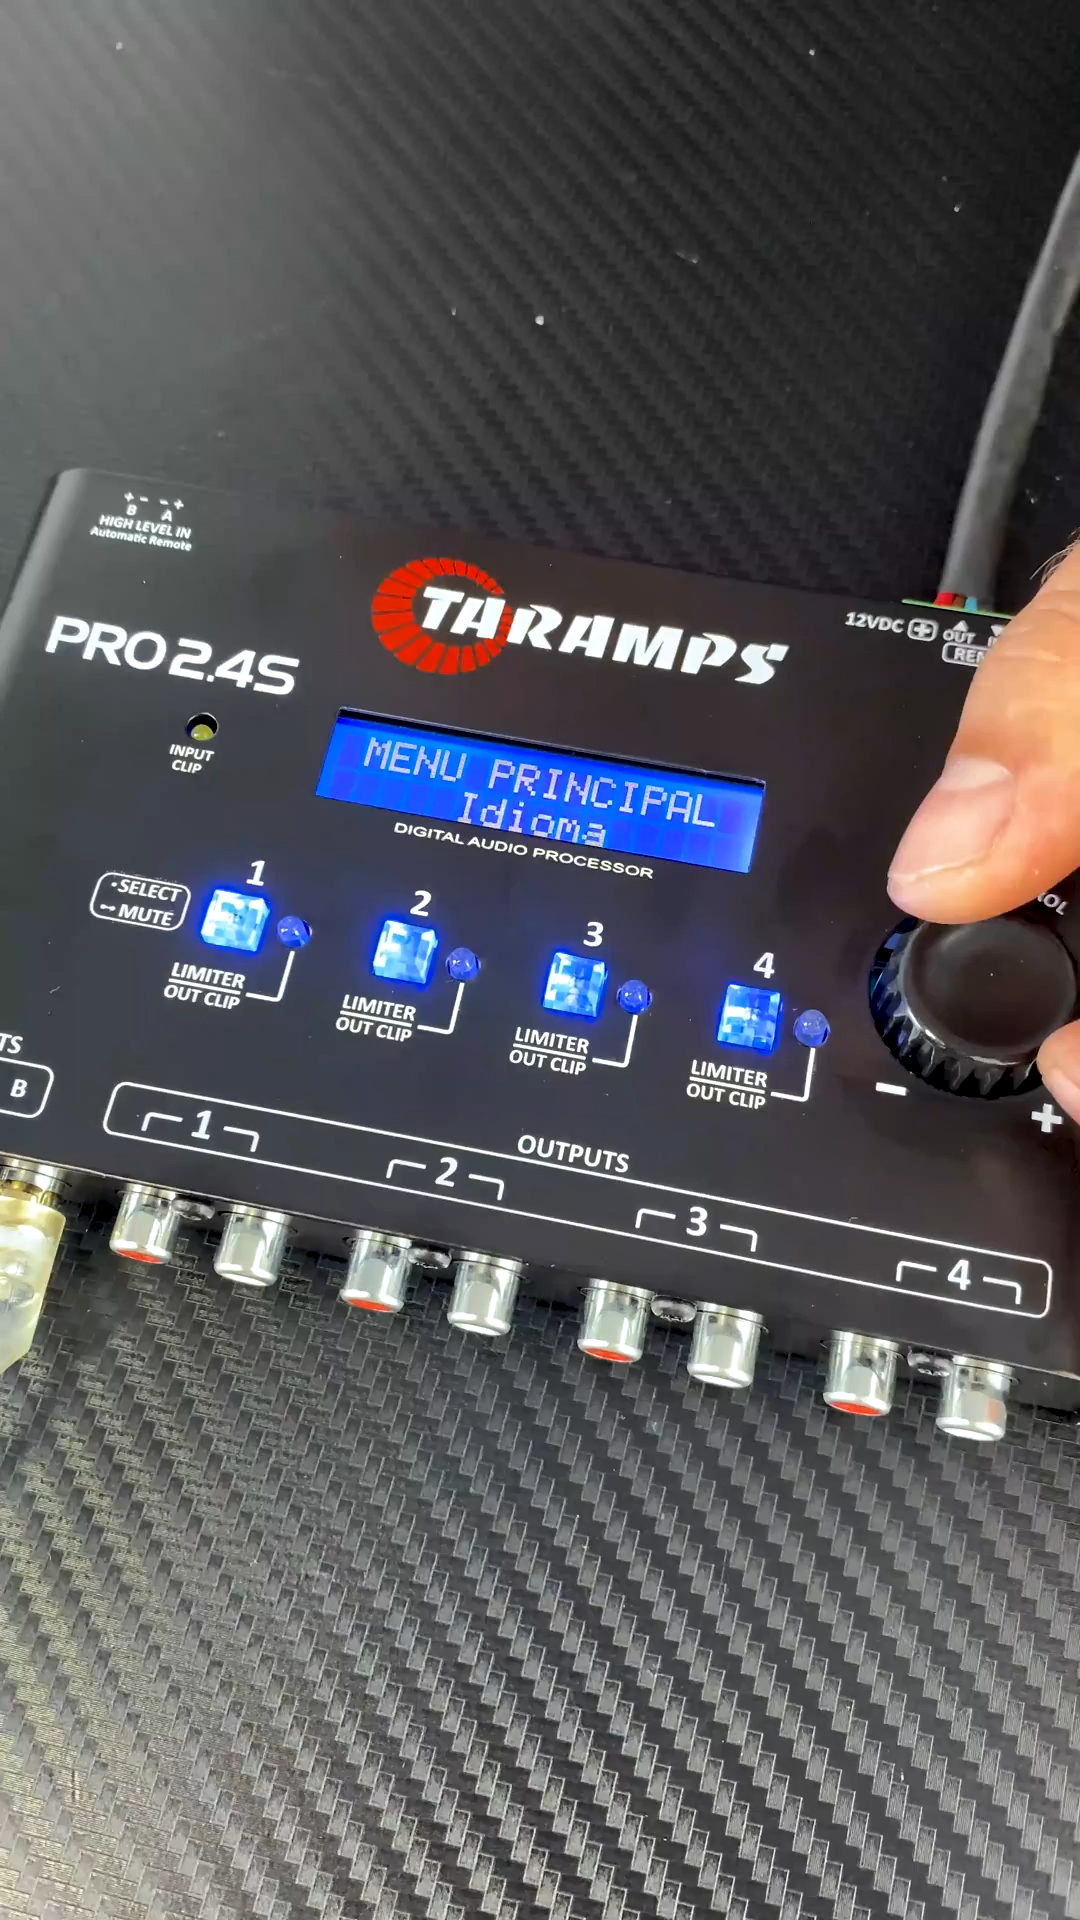 + - - +
B A
HIGH LEVEL IN
Automatic Remote
TARAMPS
PRO 2.4S
12VDC +
OUT
INPUT
CLIP
MENU PRINCIPAL
Idioma
DIGITAL AUDIO PROCESSOR
SELECT
MUTE
1
2
3
4
LIMITER
OUT CLIP
LIMITER
OUT CLIP
LIMITER
OUT CLIP
LIMITER
OUT CLIP
- +
B
OUTPUTS
1
2
3
4